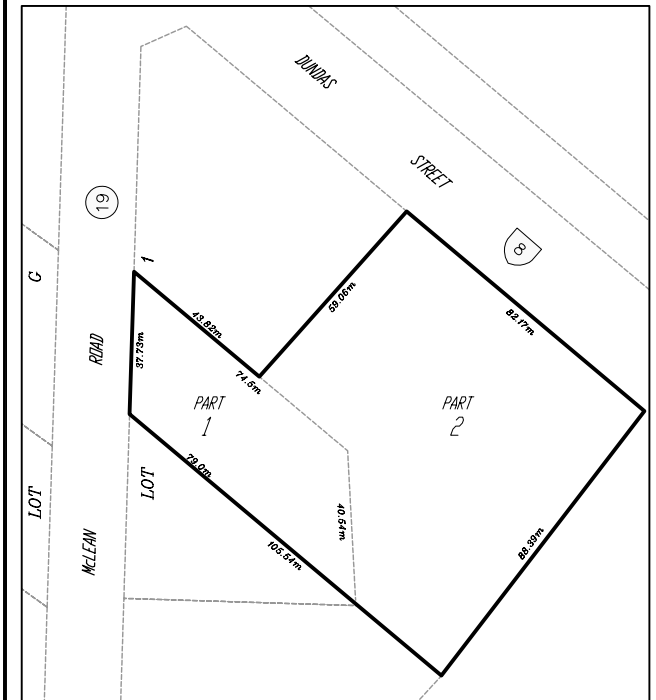 DUNDAS
STREET
19
8
1
G
59.06m
82.17m
43.82m
37.73m
ROAD
74.5m
PART
1
PART
2
79.0m
LOT
LOT
40.54m
McLEAN
105.54m
88.39m